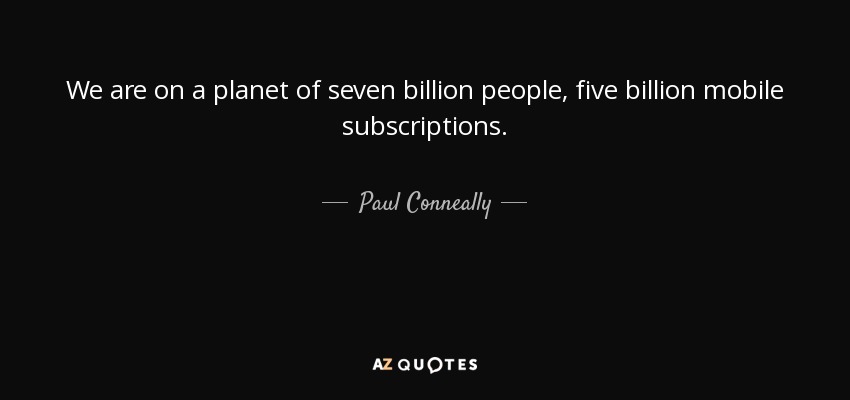 We are on a planet of seven billion people, five billion mobile
subscriptions.
Paul Conneally
AZ QUOTES